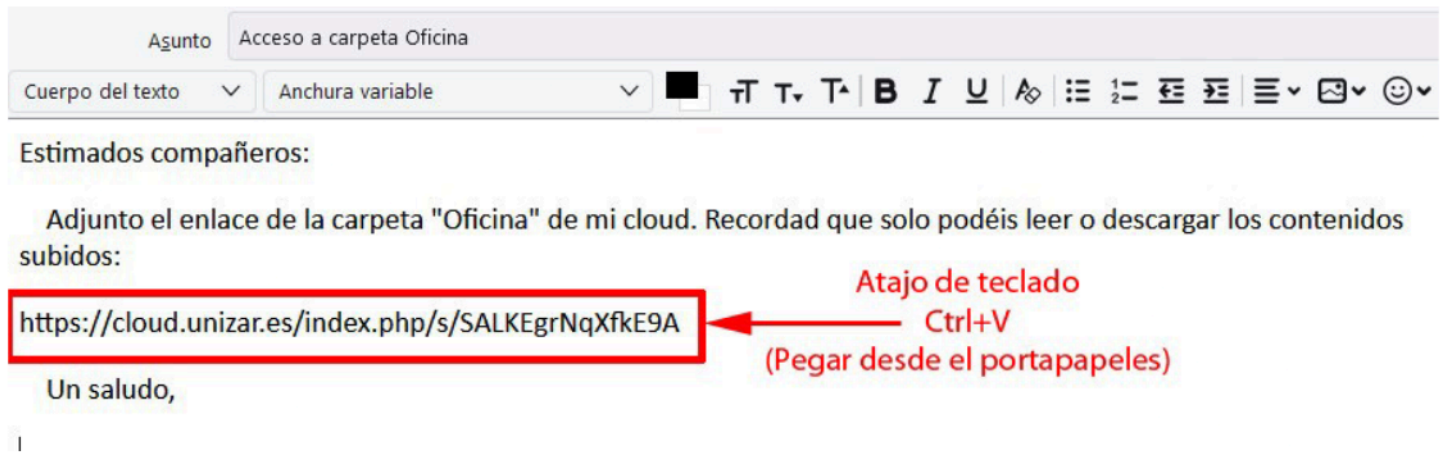 Asunto Acceso a carpeta Oficina
Cuerpo del texto Anchura variable
Estimados compañeros:
Adjunto el enlace de la carpeta "Oficina" de mi cloud. Recordad que solo podéis leer o descargar los contenidos
subidos:
Atajo de teclado
https://cloud.unizar.es/index.php/s/SALKEgrNqXfkE9A Ctrl+V
(Pegar desde el portapapeles)
Un saludo,